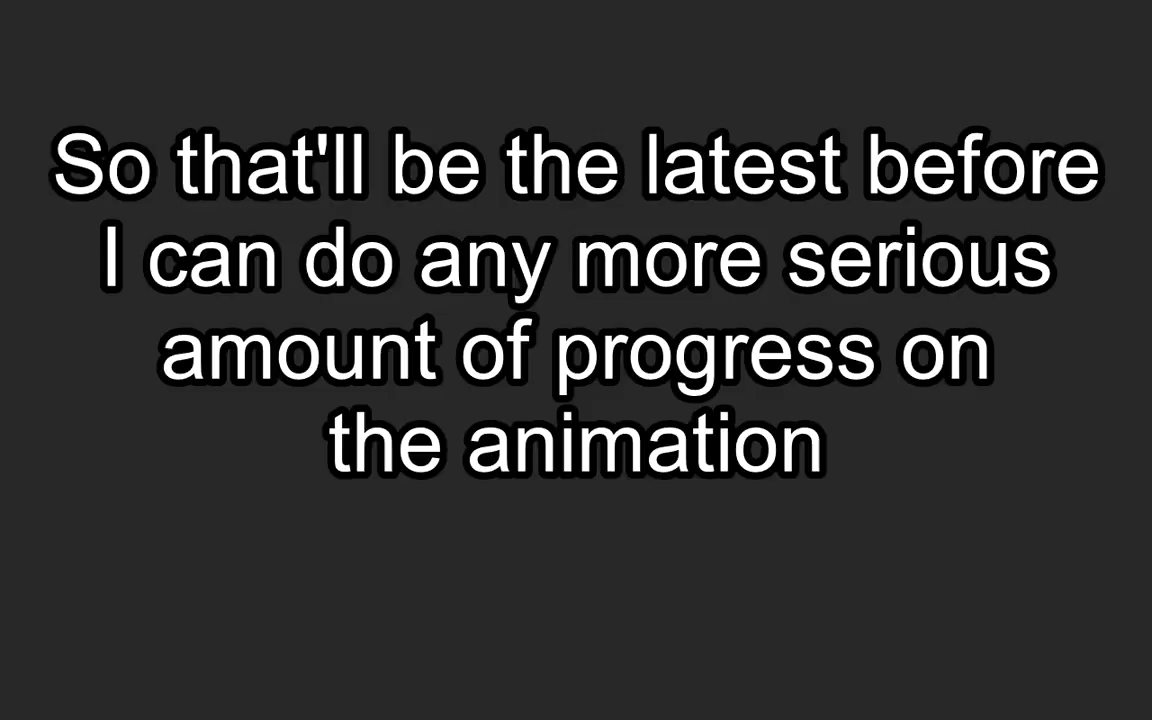 So that'll be the latest before
I can do any more serious
amount of progress on
the animation